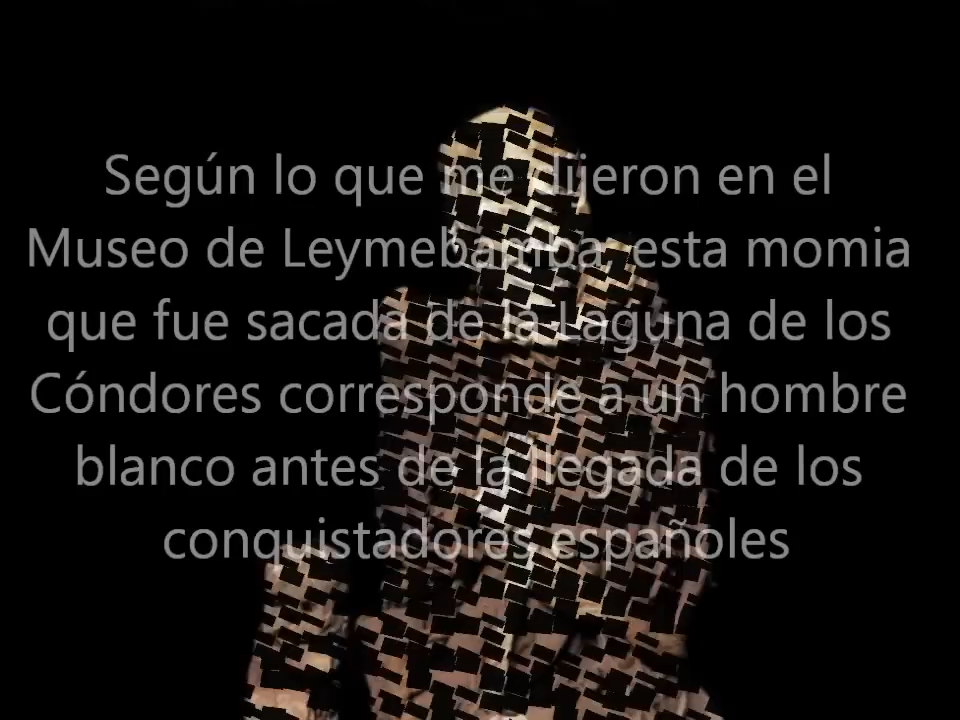 Según lo que me dijeron en el
Museo de Leymebamba, esta momia
que fue sacada de la Laguna de los
Cóndores corresponde a un hombre
blanco antes de la llegada de los
conquistadores españoles